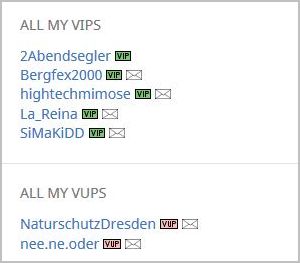 ALL MY VIPS
2Abendsegler VIP
Bergfex2000 VIP
hightechmimose VIP
La_Reina VIP
SiMaKiDD VIP
ALL MY VUPS
NaturschutzDresden VUP
nee.ne.oder VUP